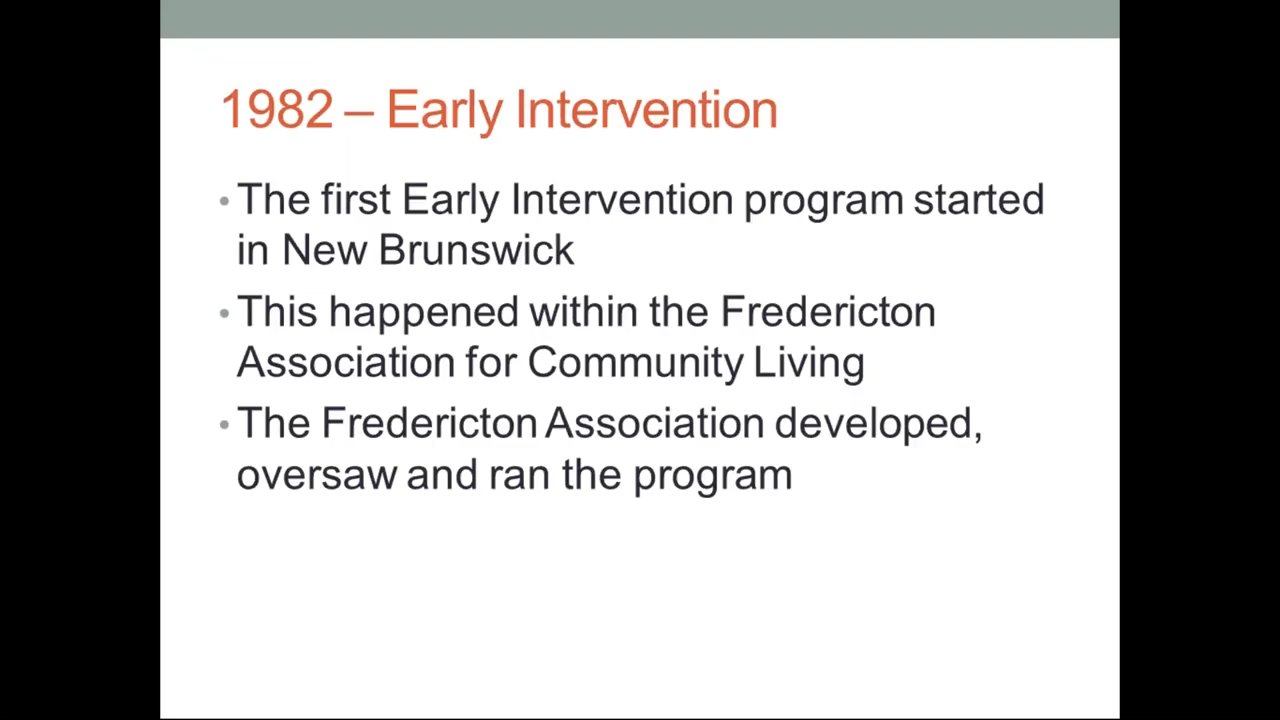 1982 – Early Intervention
• The first Early Intervention program started
in New Brunswick
• This happened within the Fredericton
Association for Community Living
• The Fredericton Association developed,
oversaw and ran the program